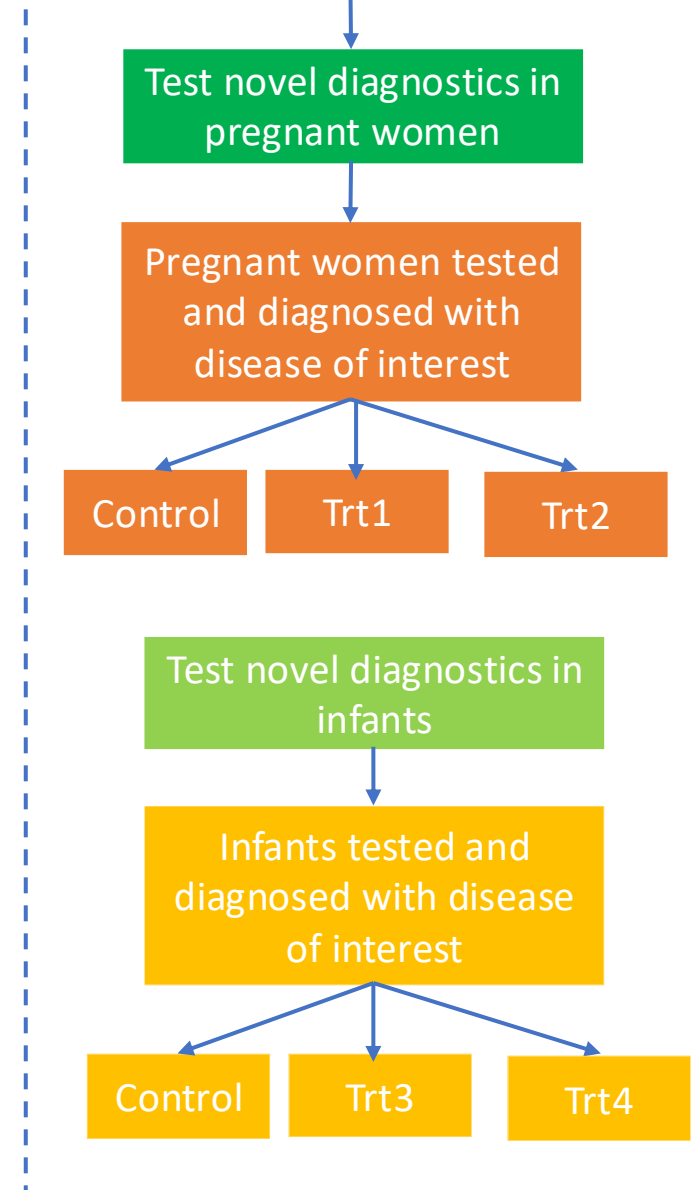 Test novel diagnostics in
pregnant women
Pregnant women tested
and diagnosed with
disease of interest
Control
Trt1
Trt2
Test novel diagnostics in
infants
Infants tested and
diagnosed with disease
of interest
Control
Trt3
Trt4